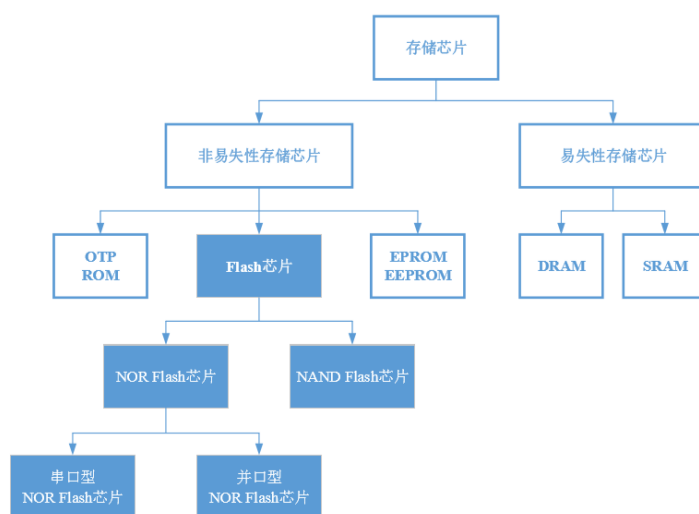 存储芯片
非易失性存储芯片
易失性存储芯片
OTP
ROM
Flash芯片
EPROM
EEPROM
DRAM
SRAM
NOR Flash芯片
NAND Flash芯片
串口型
NOR Flash芯片
并口型
NOR Flash芯片